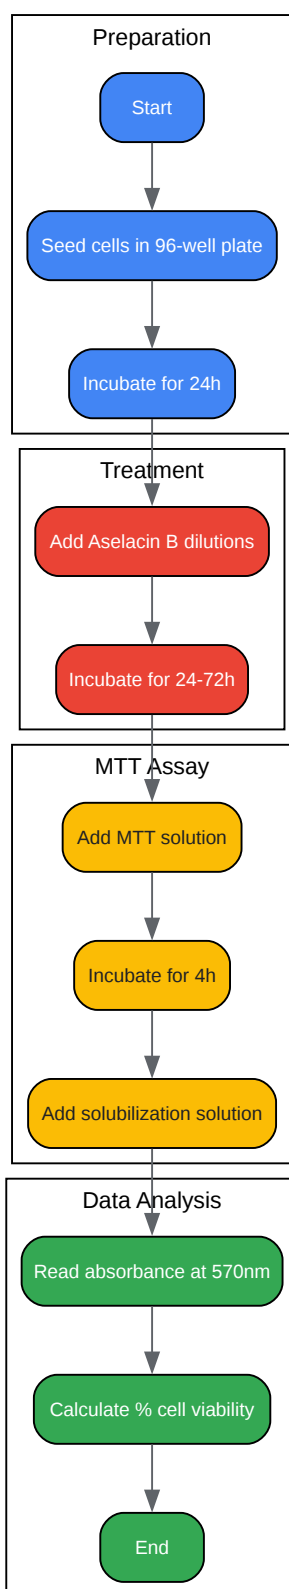 Preparation
Start
Seed cells in 96-well plate
Incubate for 24h
Treatment
Add Aselacin B dilutions
Incubate for 24-72h
MTT Assay
Add MTT solution
Incubate for 4h
Add solubilization solution
Data Analysis
Read absorbance at 570nm
Calculate % cell viability
End